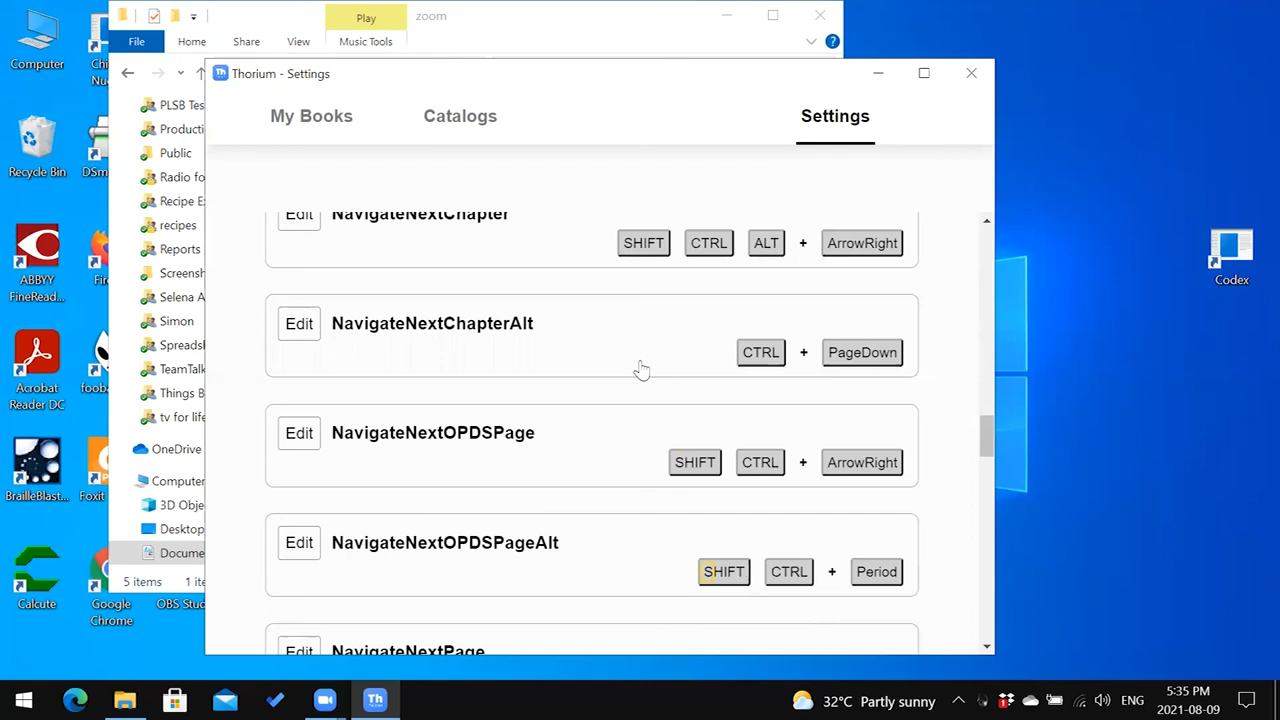 Play
zoom
File
Home
Share
View
Music Tools
Computer
Recycle Bin
ABBYY
FineRead...
Acrobat
Reader DC
BrailleBlast...
Foxit
Calcute
Google
Chrome
OBS Stu
PLSB Tes
Producti
Public
Radio fo
Recipe E
recipes
Reports
Screensh
Selena A
Simon
Spreads
TeamTalk
Things B
tv for life
OneDrive
Computer
3D Obje
Desktop
Docume
5 items
Thorium - Settings
My Books
Catalogs
Settings
Edit
NavigateNextChapter
SHIFT CTRL ALT + ArrowRight
Edit
NavigateNextChapterAlt
CTRL + PageDown
Edit
NavigateNextOPDSPage
SHIFT CTRL + ArrowRight
Edit
NavigateNextOPDSPageAlt
SHIFT CTRL + Period
Edit
NavigateNextPage
Codex
32°C Partly sunny
ENG
5:35 PM
2021-08-09